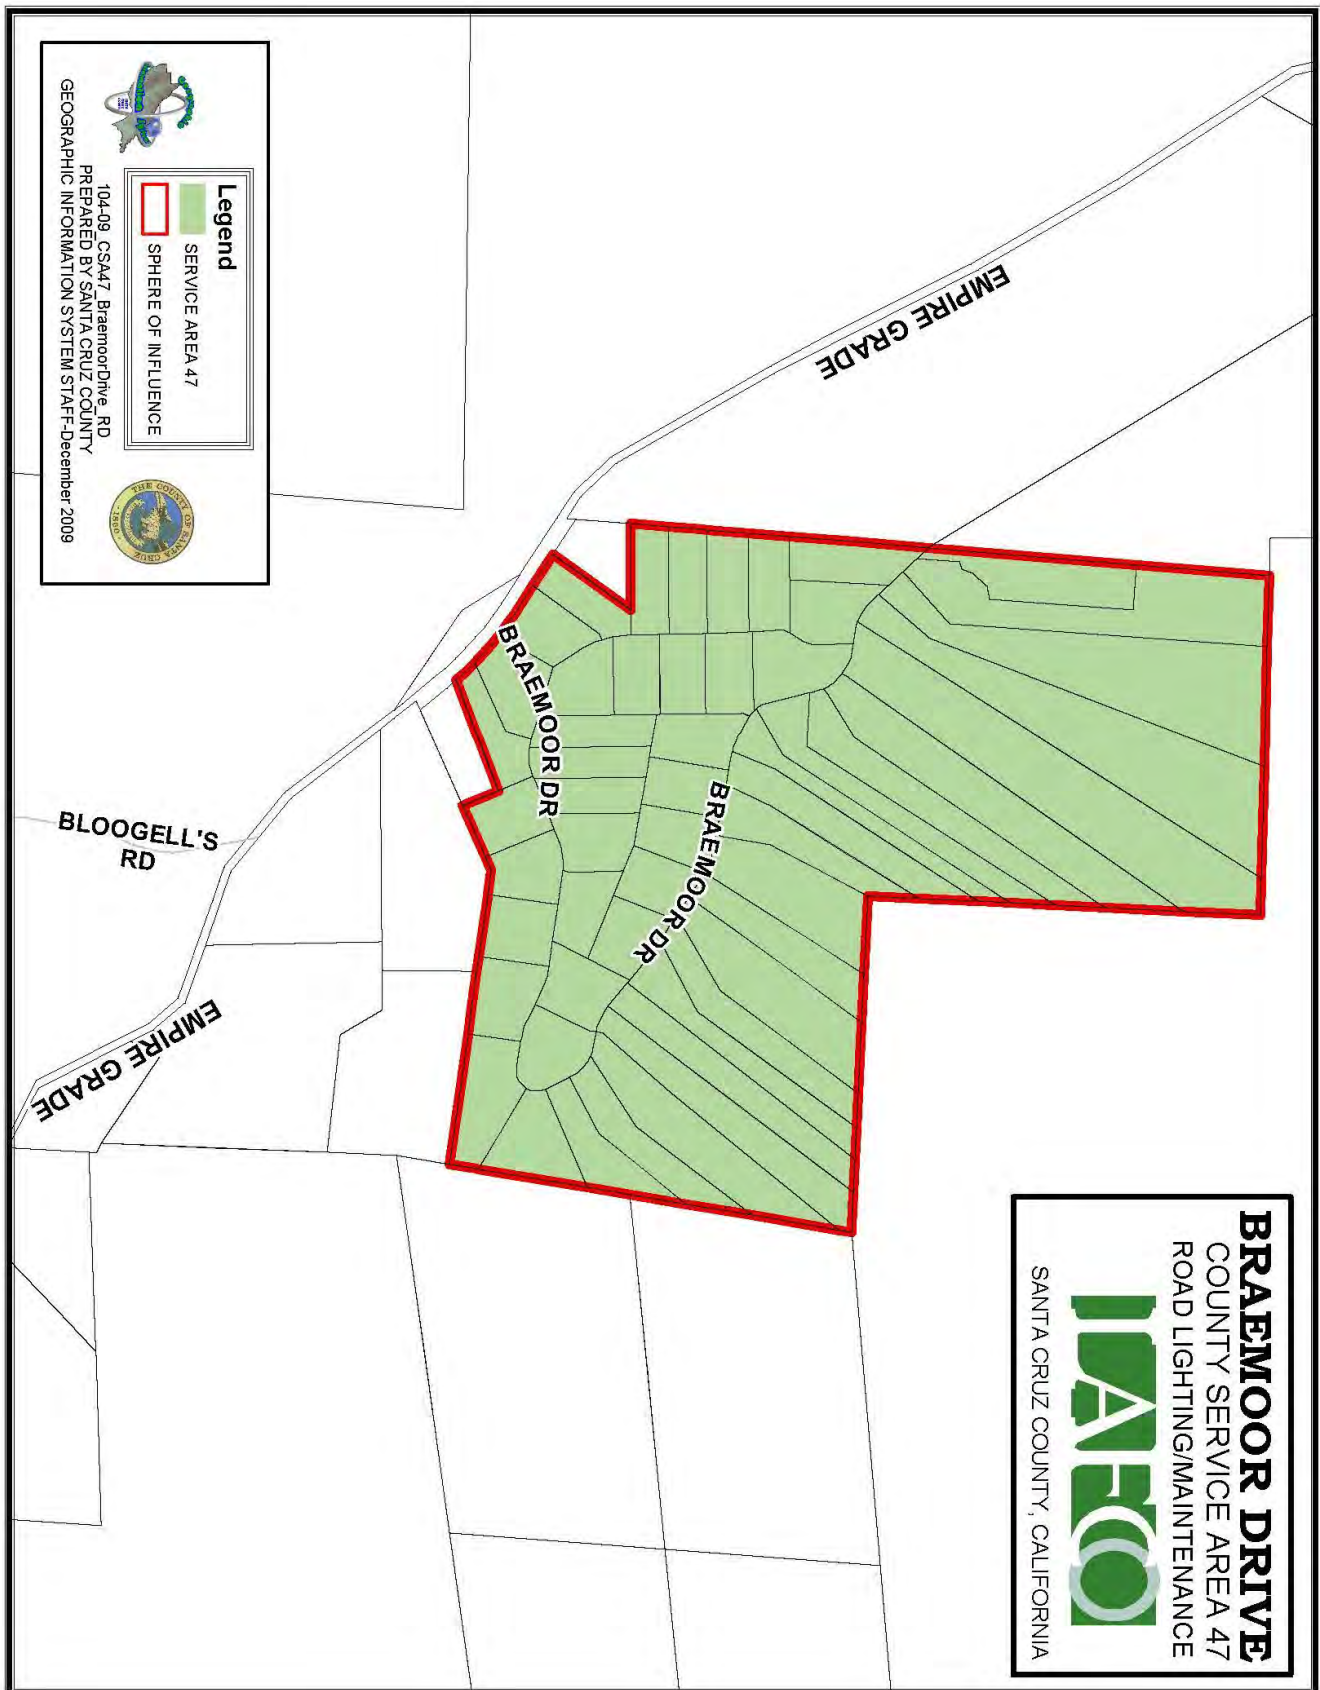 BRAEMOOR DRIVE
COUNTY SERVICE AREA 47
ROAD LIGHTING/MAINTENANCE
LAFCO
SANTA CRUZ COUNTY, CALIFORNIA
EMPIRE GRADE
BRAEMOOR DR
BRAEMOOR DR
BLOOGELL'S
RD
EMPIRE GRADE
Legend
SERVICE AREA 47
SPHERE OF INFLUENCE
104-09_CSA47_BraemoorDrive_RD
PREPARED BY SANTA CRUZ COUNTY
GEOGRAPHIC INFORMATION SYSTEM STAFF-December 2009
THE COUNTY OF SANTA CRUZ
1850